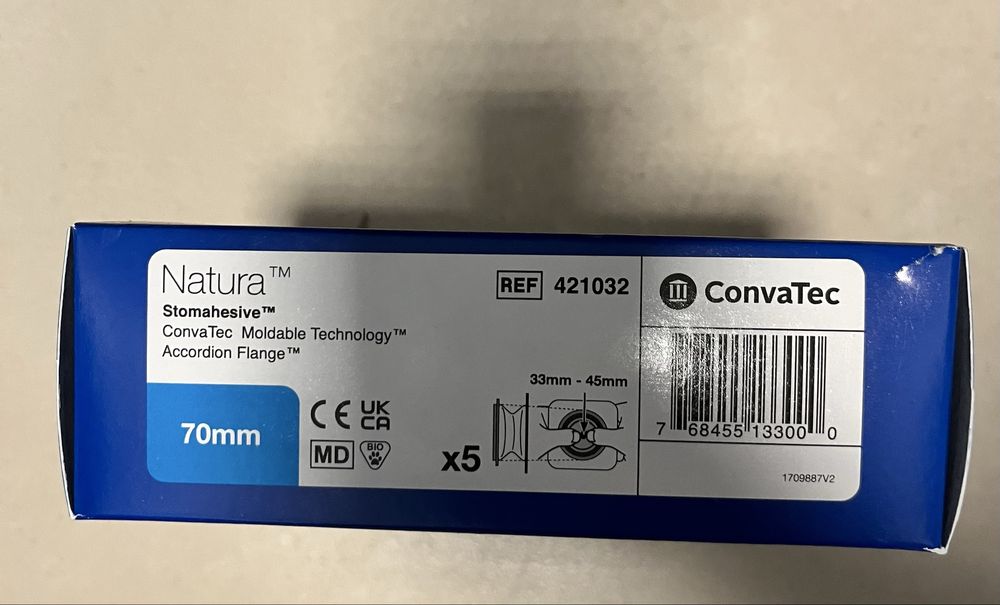 Natura™
Stomahesive™
ConvaTec Moldable Technology™
Accordion Flange™
70mm
CE UK
CA
MD BIO
x5
REF 421032
33mm - 45mm
ConvaTec
7 68455 13300 0
1709887V2